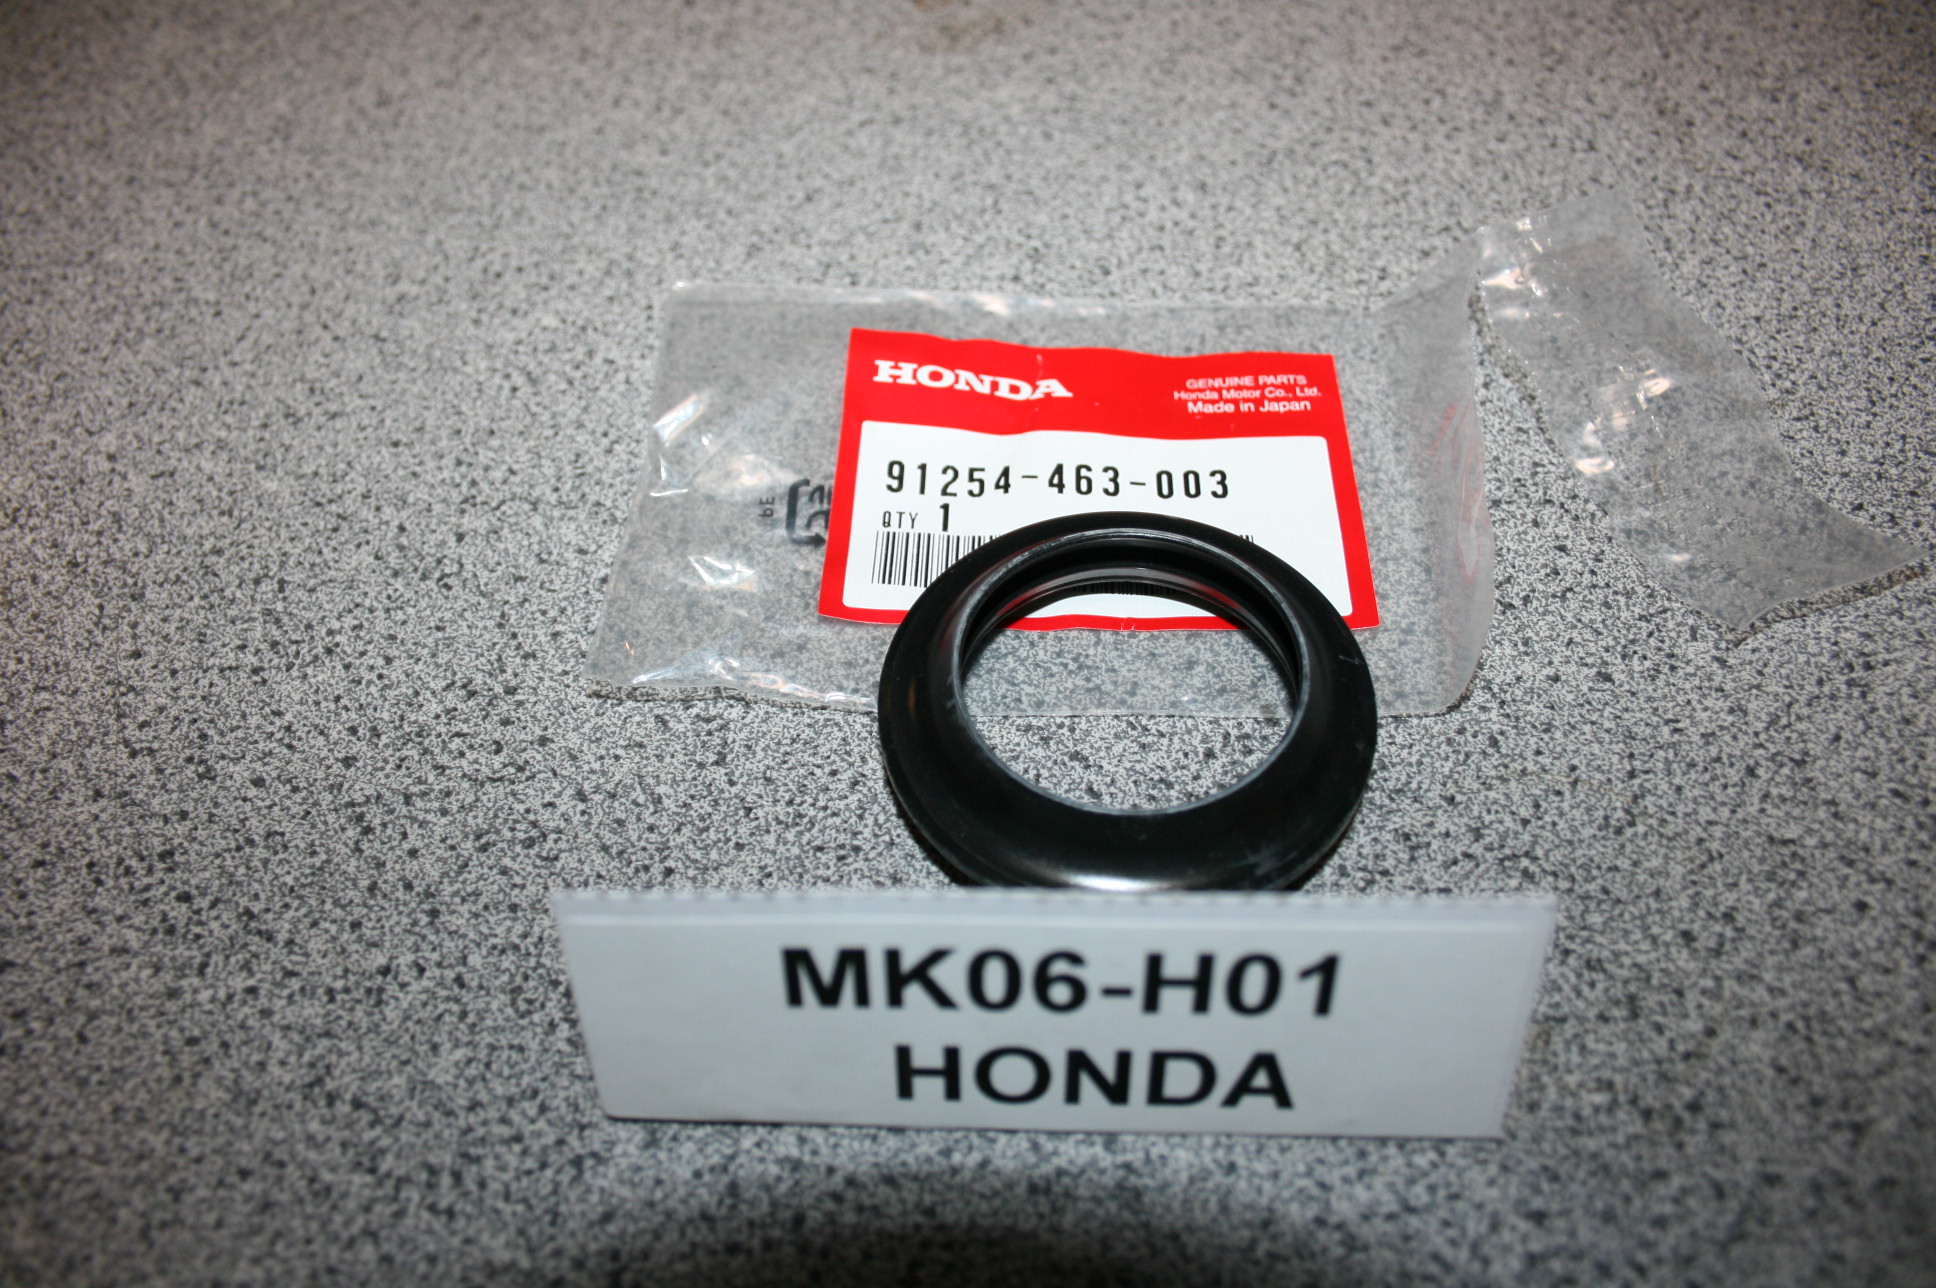 HONDA
GENUINE PARTS
Honda Motor Co., Ltd.
Made in Japan
91254-463-003
QTY 1
MK06-H01
HONDA